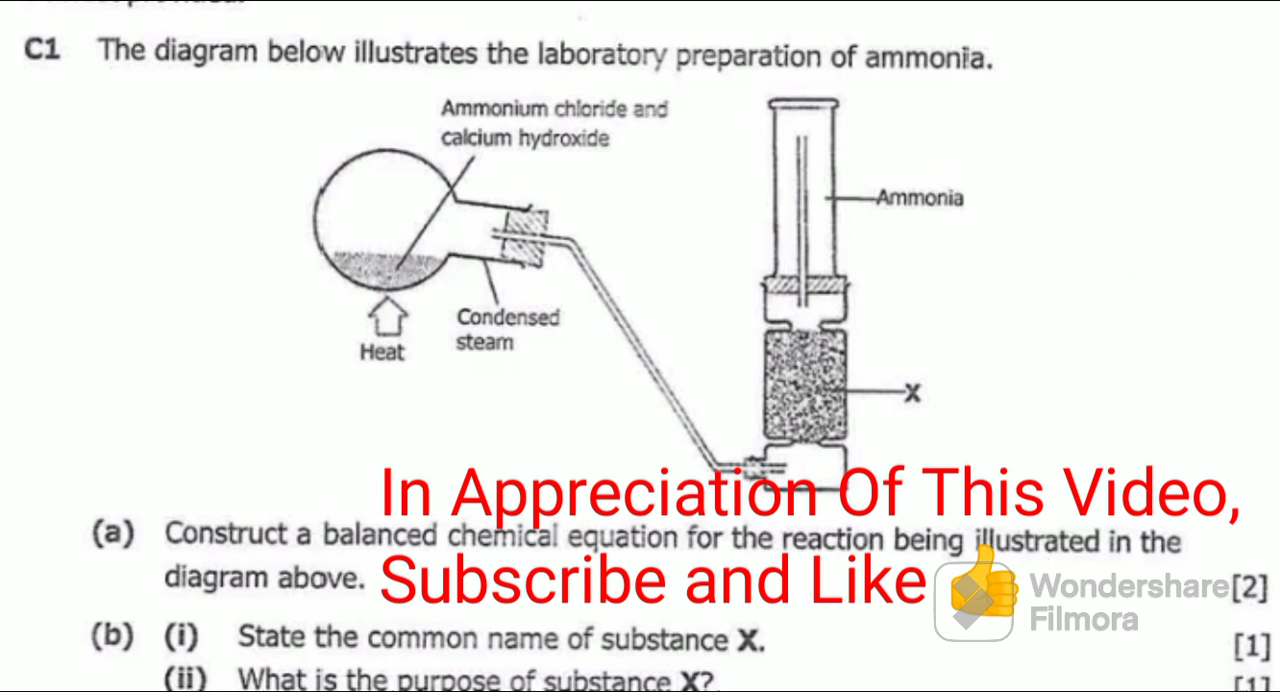 C1 The diagram below illustrates the laboratory preparation of ammonia.
Ammonium chloride and
calcium hydroxide
Ammonia
Condensed
steam
Heat
X
In Appreciation Of This Video,
(a) Construct a balanced chemical equation for the reaction being illustrated in the
diagram above. [2]
Subscribe and Like
Wondershare
Filmora
(b) (i) State the common name of substance X. [1]
(ii) What is the purpose of substance X? [1]